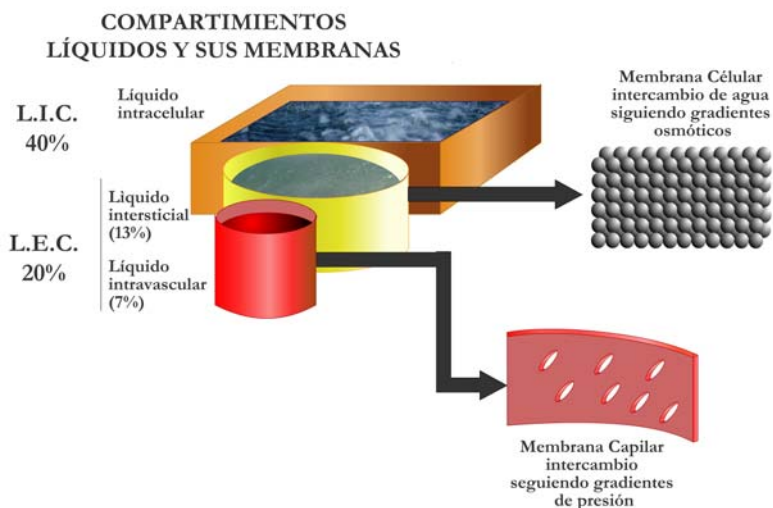 COMPARTIMIENTOS
LÍQUIDOS Y SUS MEMBRANAS
L.I.C.
40%
Líquido
intracelular
L.E.C.
20%
Liquido
intersticial
(13%)
Líquido
intravascular
(7%)
Membrana Célular
intercambio de agua
siguiendo gradientes
osmóticos
Membrana Capilar
intercambio
seguiendo gradientes
de presión